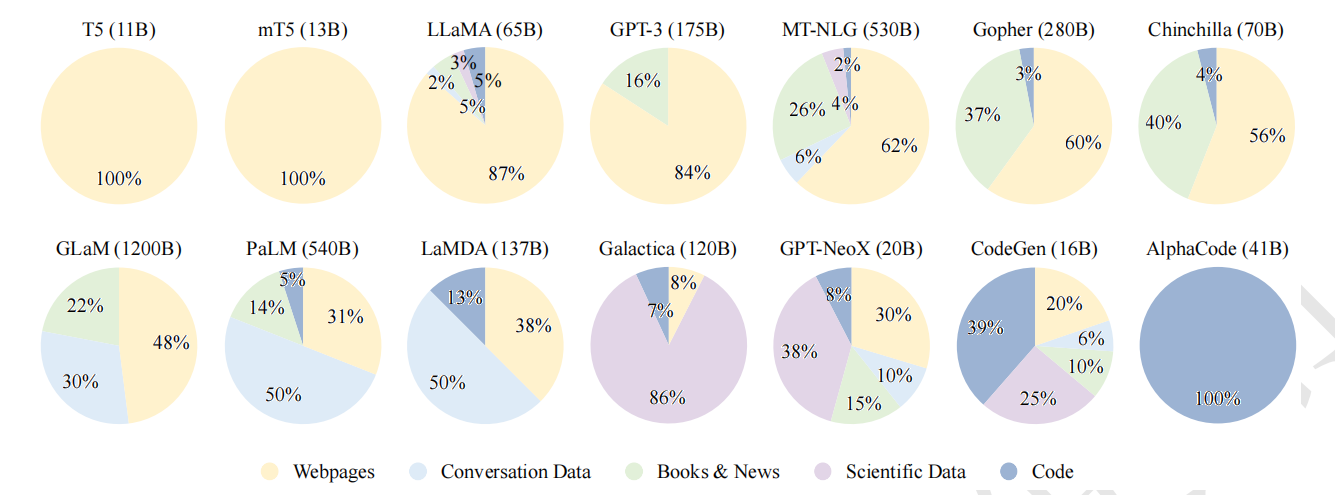 T5 (11B)
mT5 (13B)
LLaMA (65B)
GPT-3 (175B)
MT-NLG (530B)
Gopher (280B)
Chinchilla (70B)
100%
100%
3%
2%
5%
5%
87%
16%
84%
2%
26%
4%
6%
62%
3%
37%
60%
4%
40%
56%
GLaM (1200B)
PaLM (540B)
LaMDA (137B)
Galactica (120B)
GPT-NeoX (20B)
CodeGen (16B)
AlphaCode (41B)
22%
48%
30%
5%
14%
31%
50%
13%
38%
50%
8%
7%
86%
8%
30%
38%
10%
15%
20%
39%
6%
10%
25%
100%
Webpages
Conversation Data
Books & News
Scientific Data
Code